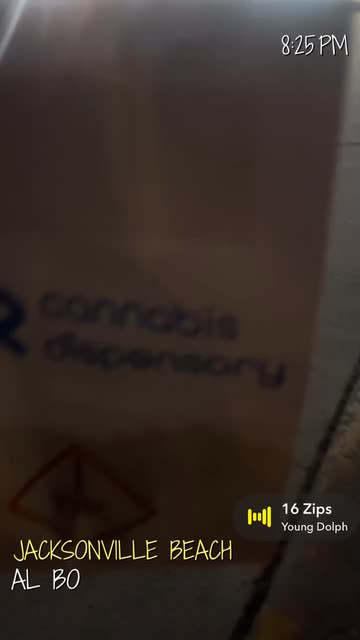 8:25 PM
cannabis
dispensary
16 Zips
Young Dolph
JACKSONVILLE BEACH
AL BO